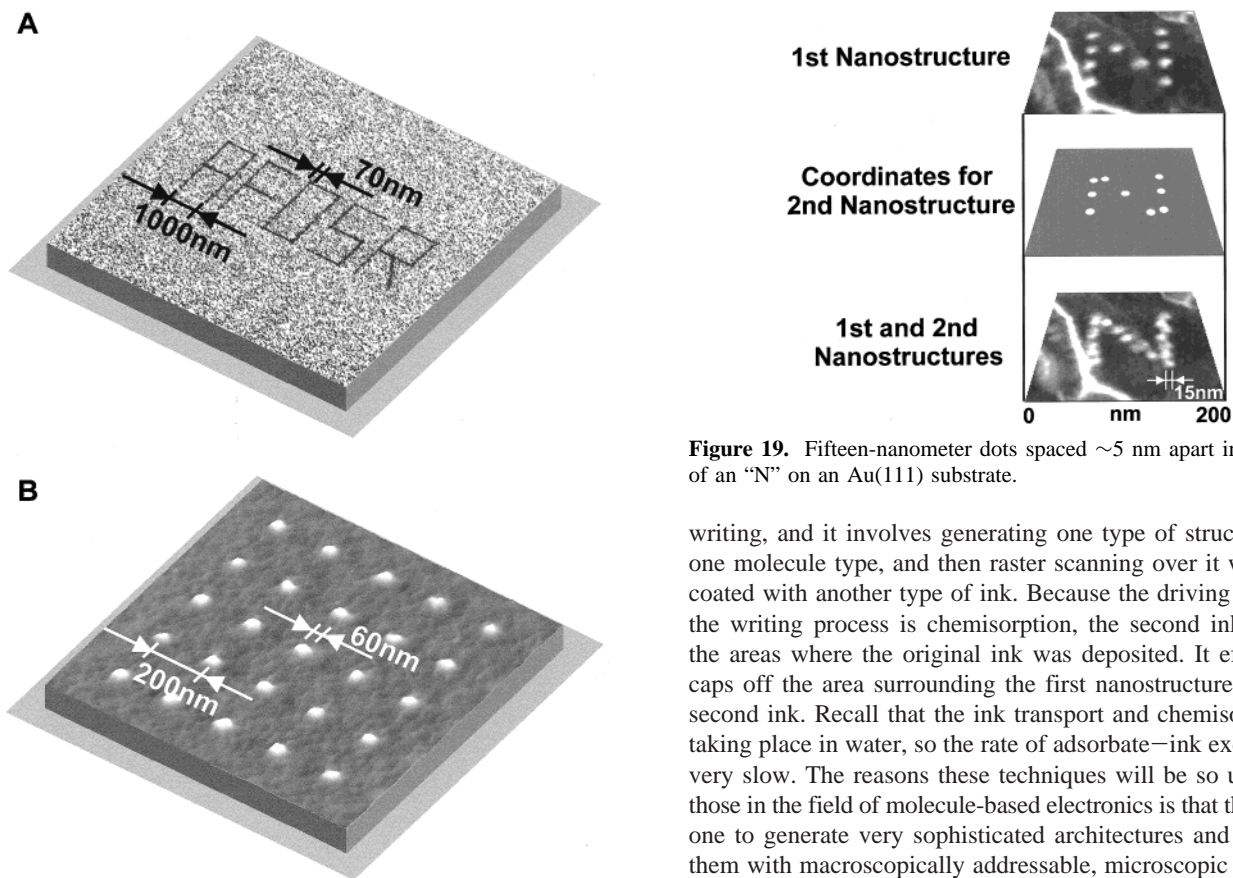 A
AFOSR
70nm
1000nm
B
60nm
200nm
1st Nanostructure
Coordinates for
2nd Nanostructure
1st and 2nd
Nanostructures
15nm
0 nm 200
Figure 19. Fifteen-nanometer dots spaced ∼5 nm apart in
of an “N” on an Au(111) substrate.
writing, and it involves generating one type of struc
one molecule type, and then raster scanning over it
coated with another type of ink. Because the driving
the writing process is chemisorption, the second ink
the areas where the original ink was deposited. It
caps off the area surrounding the first nanostructure
second ink. Recall that the ink transport and
taking place in water, so the rate of adsorbate−ink
very slow. The reasons these techniques will be so
those in the field of molecule-based electronics is that
one to generate very sophisticated architectures and
them with macroscopically addressable, microscopic